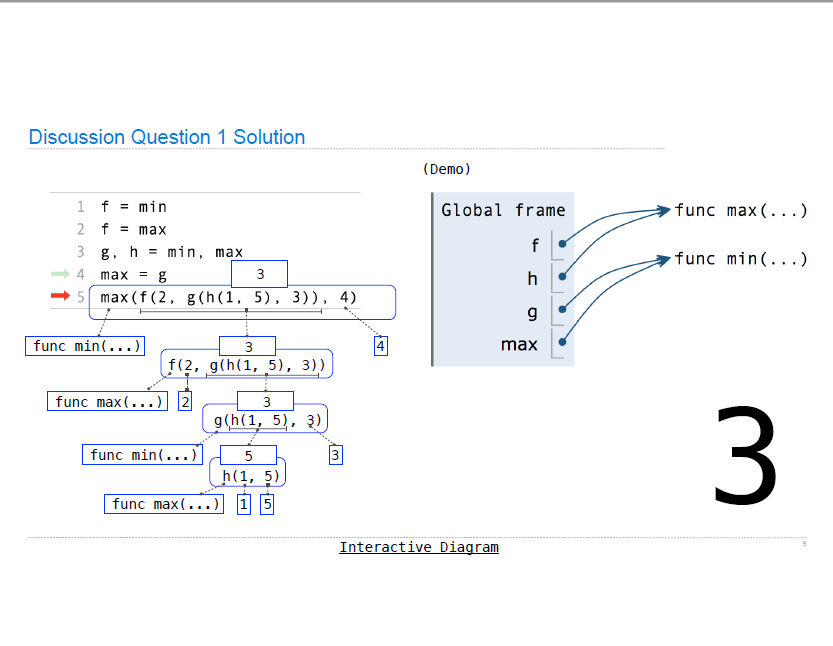 Discussion Question 1 Solution
(Demo)
1 f = min
2 f = max
3 g, h = min, max
4 max = g
3
5 max(f(2, g(h(1, 5), 3)), 4)
func min(...)
3
4
f(2, g(h(1, 5), 3))
func max(...)
2
3
g(h(1, 5), 3)
func min(...)
5
3
h(1, 5)
func max(...)
1
5
Global frame
f
h
g
max
func max(...)
func min(...)
3
Interactive Diagram
9